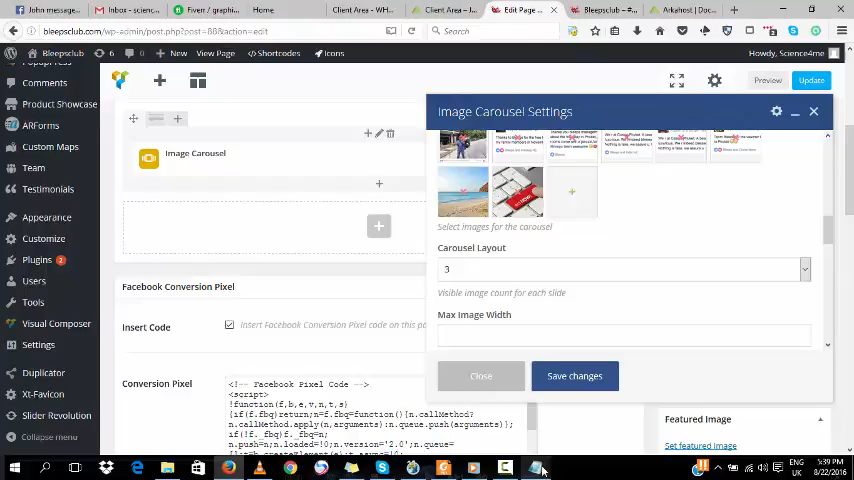 John message...
Inbox - scienc...
Fiverr / graphi...
Home
Client Area - WH...
Client Area – J...
Edit Page ...
Bleepsclub – #...
Arkahost | Doc...
bleepsclub.com/wp-admin/post.php?post=88&action=edit
Search
Bleepsclub
6
0
New
View Page
Shortcodes
Icons
Howdy, Science4me
PopupPress
Comments
Product Showcase
ARForms
Custom Maps
Team
Testimonials
Appearance
Customize
Plugins 2
Users
Tools
Visual Composer
Settings
Duplicator
Xt-Favicon
Slider Revolution
Collapse menu
Preview
Update
Image Carousel
Image Carousel Settings
Select images for the carousel
Carousel Layout
3
Visible image count for each slide
Max Image Width
Close
Save changes
Facebook Conversion Pixel
Insert Code
Insert Facebook Conversion Pixel code on this pa
Conversion Pixel
<!-- Facebook Pixel Code -->
<script>
!function(f,b,e,v,n,t,s)
{if(f.fbq)return;n=f.fbq=function(){n.callMethod?
n.callMethod.apply(n,arguments):n.queue.push(arguments)};
if(!f._fbq)f._fbq=n;
n.push=n;n.loaded=!0;n.version='2.0';n.queue=
Featured Image
Set featured image
ENG
UK
5:39 PM
8/22/2016